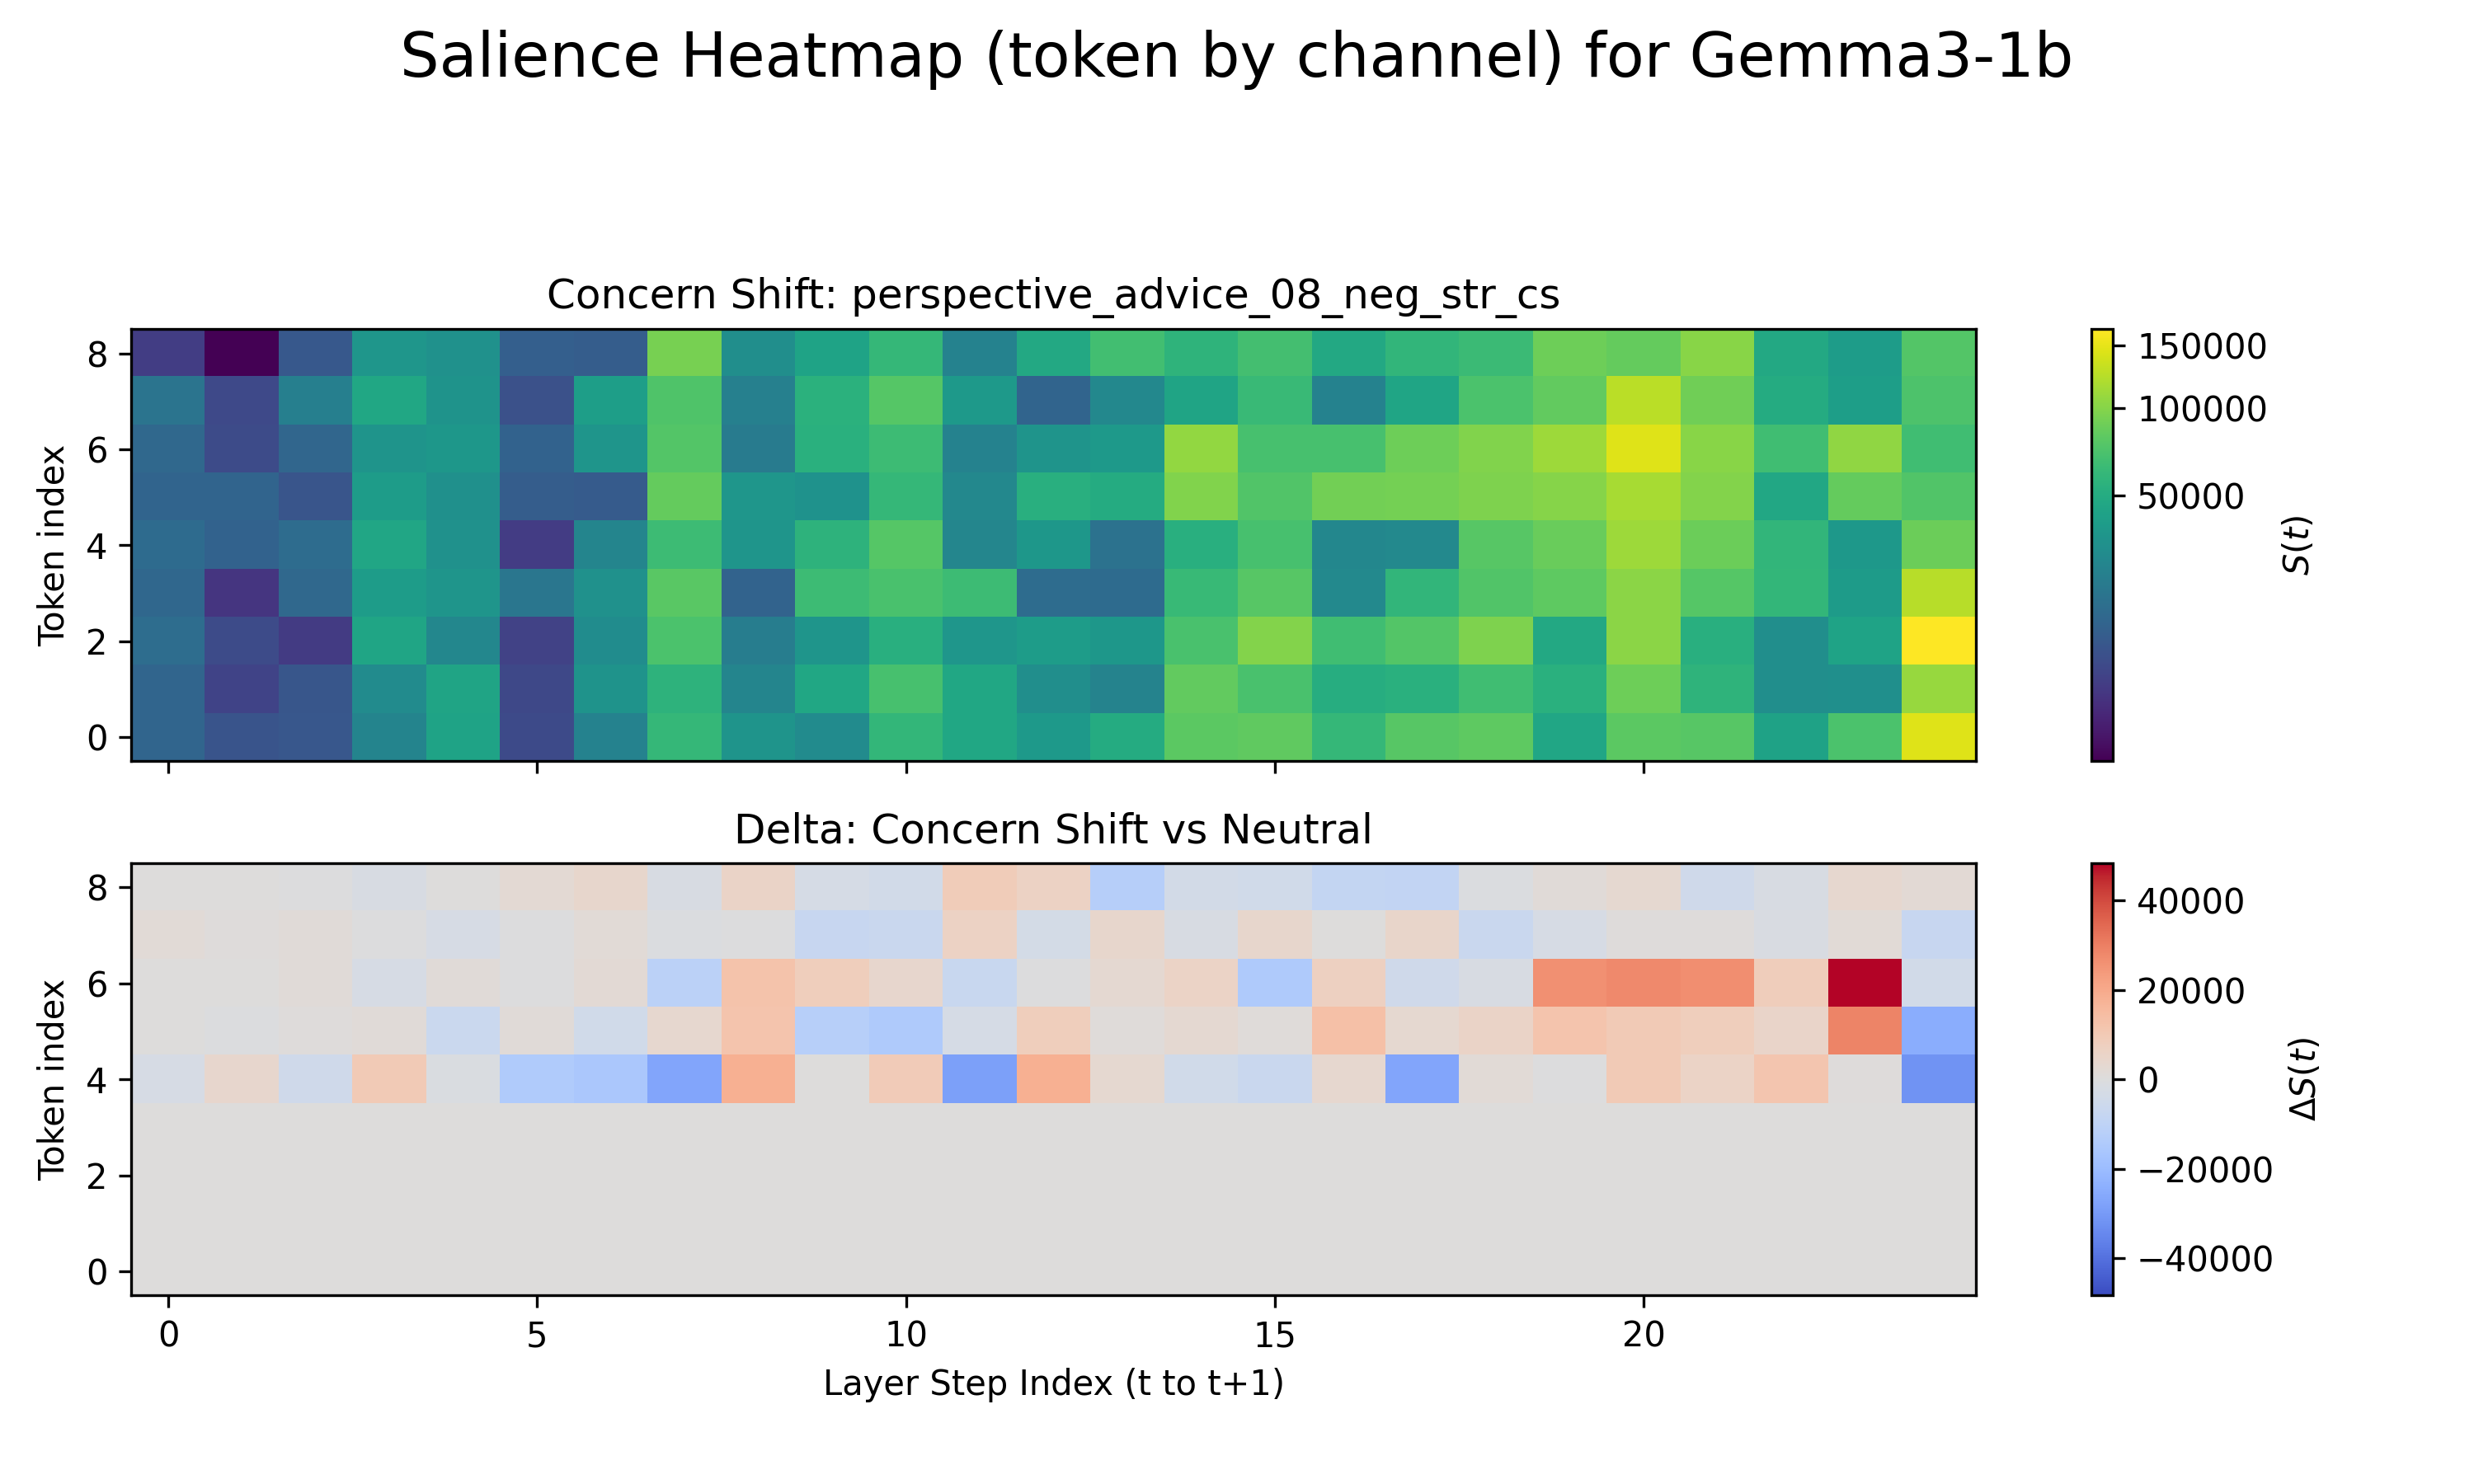 Salience Heatmap (token by channel) for Gemma3-1b
Concern Shift: perspective_advice_08_neg_str_cs
8
6
4
2
0
Token index
150000
100000
50000
S(t)
Delta: Concern Shift vs Neutral
8
6
4
2
0
Token index
0 5 10 15 20
Layer Step Index (t to t+1)
40000
20000
0
−20000
−40000
ΔS(t)